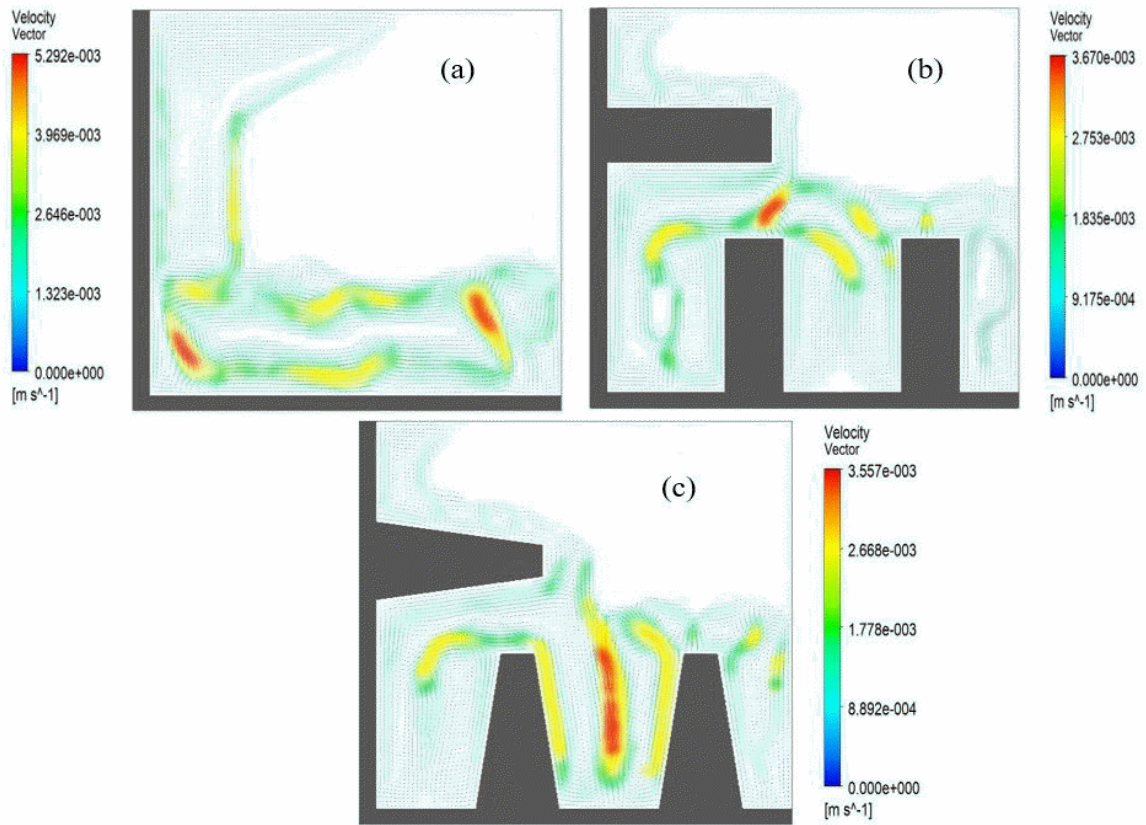 Velocity
Vector
5.292e-003
3.969e-003
2.646e-003
1.323e-003
0.000e+000
[m s^-1]
(a)
(b)
Velocity
Vector
3.670e-003
2.753e-003
1.835e-003
9.175e-004
0.000e+000
[m s^-1]
(c)
Velocity
Vector
3.557e-003
2.668e-003
1.778e-003
8.892e-004
0.000e+000
[m s^-1]